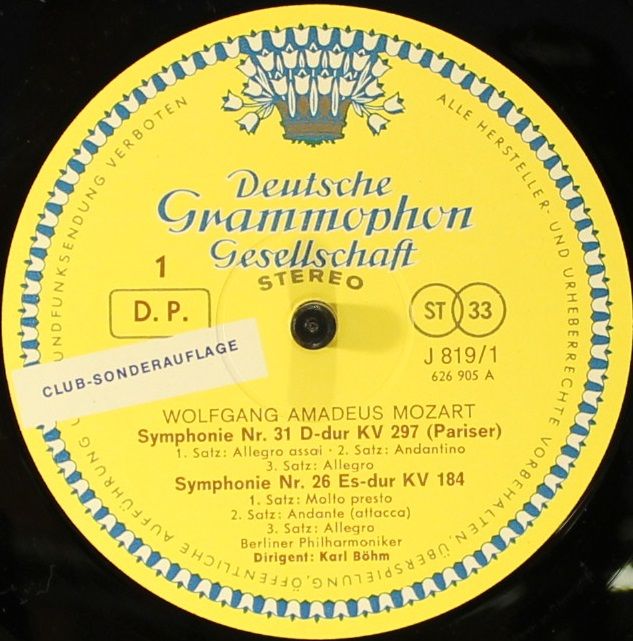 Deutsche
Grammophon
Gesellschaft
STEREO
1
D. P.
ST 33
J 819/1
626 905 A
CLUB-SONDERAUFLAGE
WOLFGANG AMADEUS MOZART
Symphonie Nr. 31 D-dur KV 297 (Pariser)
1. Satz: Allegro assai · 2. Satz: Andantino
3. Satz: Allegro
Symphonie Nr. 26 Es-dur KV 184
1. Satz: Molto presto
2. Satz: Andante (attacca)
3. Satz: Allegro
Berliner Philharmoniker
Dirigent: Karl Böhm
ALLE HERSTELLER- UND URHEBERRECHTE VORBEHALTEN. ÜBERSPIELUNG, ÖFFENTLICHE AUFFÜHRUNG UNDFUNKSENDUNG VERBOTEN